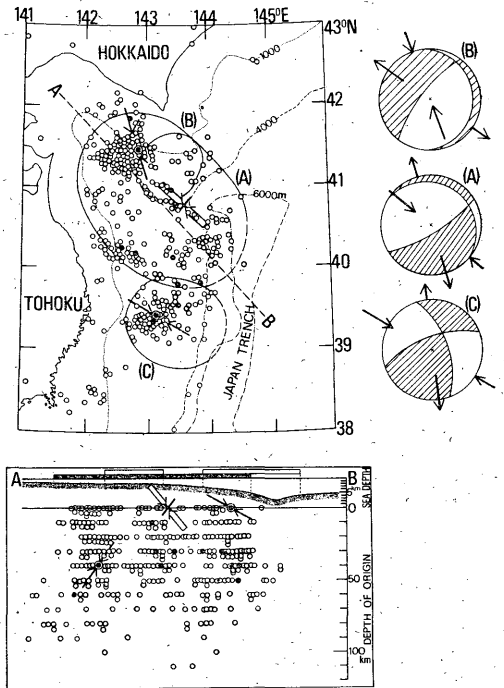 141 142 143 144 145°E
43°N
HOKKAIDO
1000
A
42
(B)
4000
(A)
41
6000m
40
TOHOKU
B
JAPAN TRENCH
39
(C)
38
(B)
(A)
(C)
A
B
km
SEA DEPTH
0
50
100
km
DEPTH OF ORIGIN